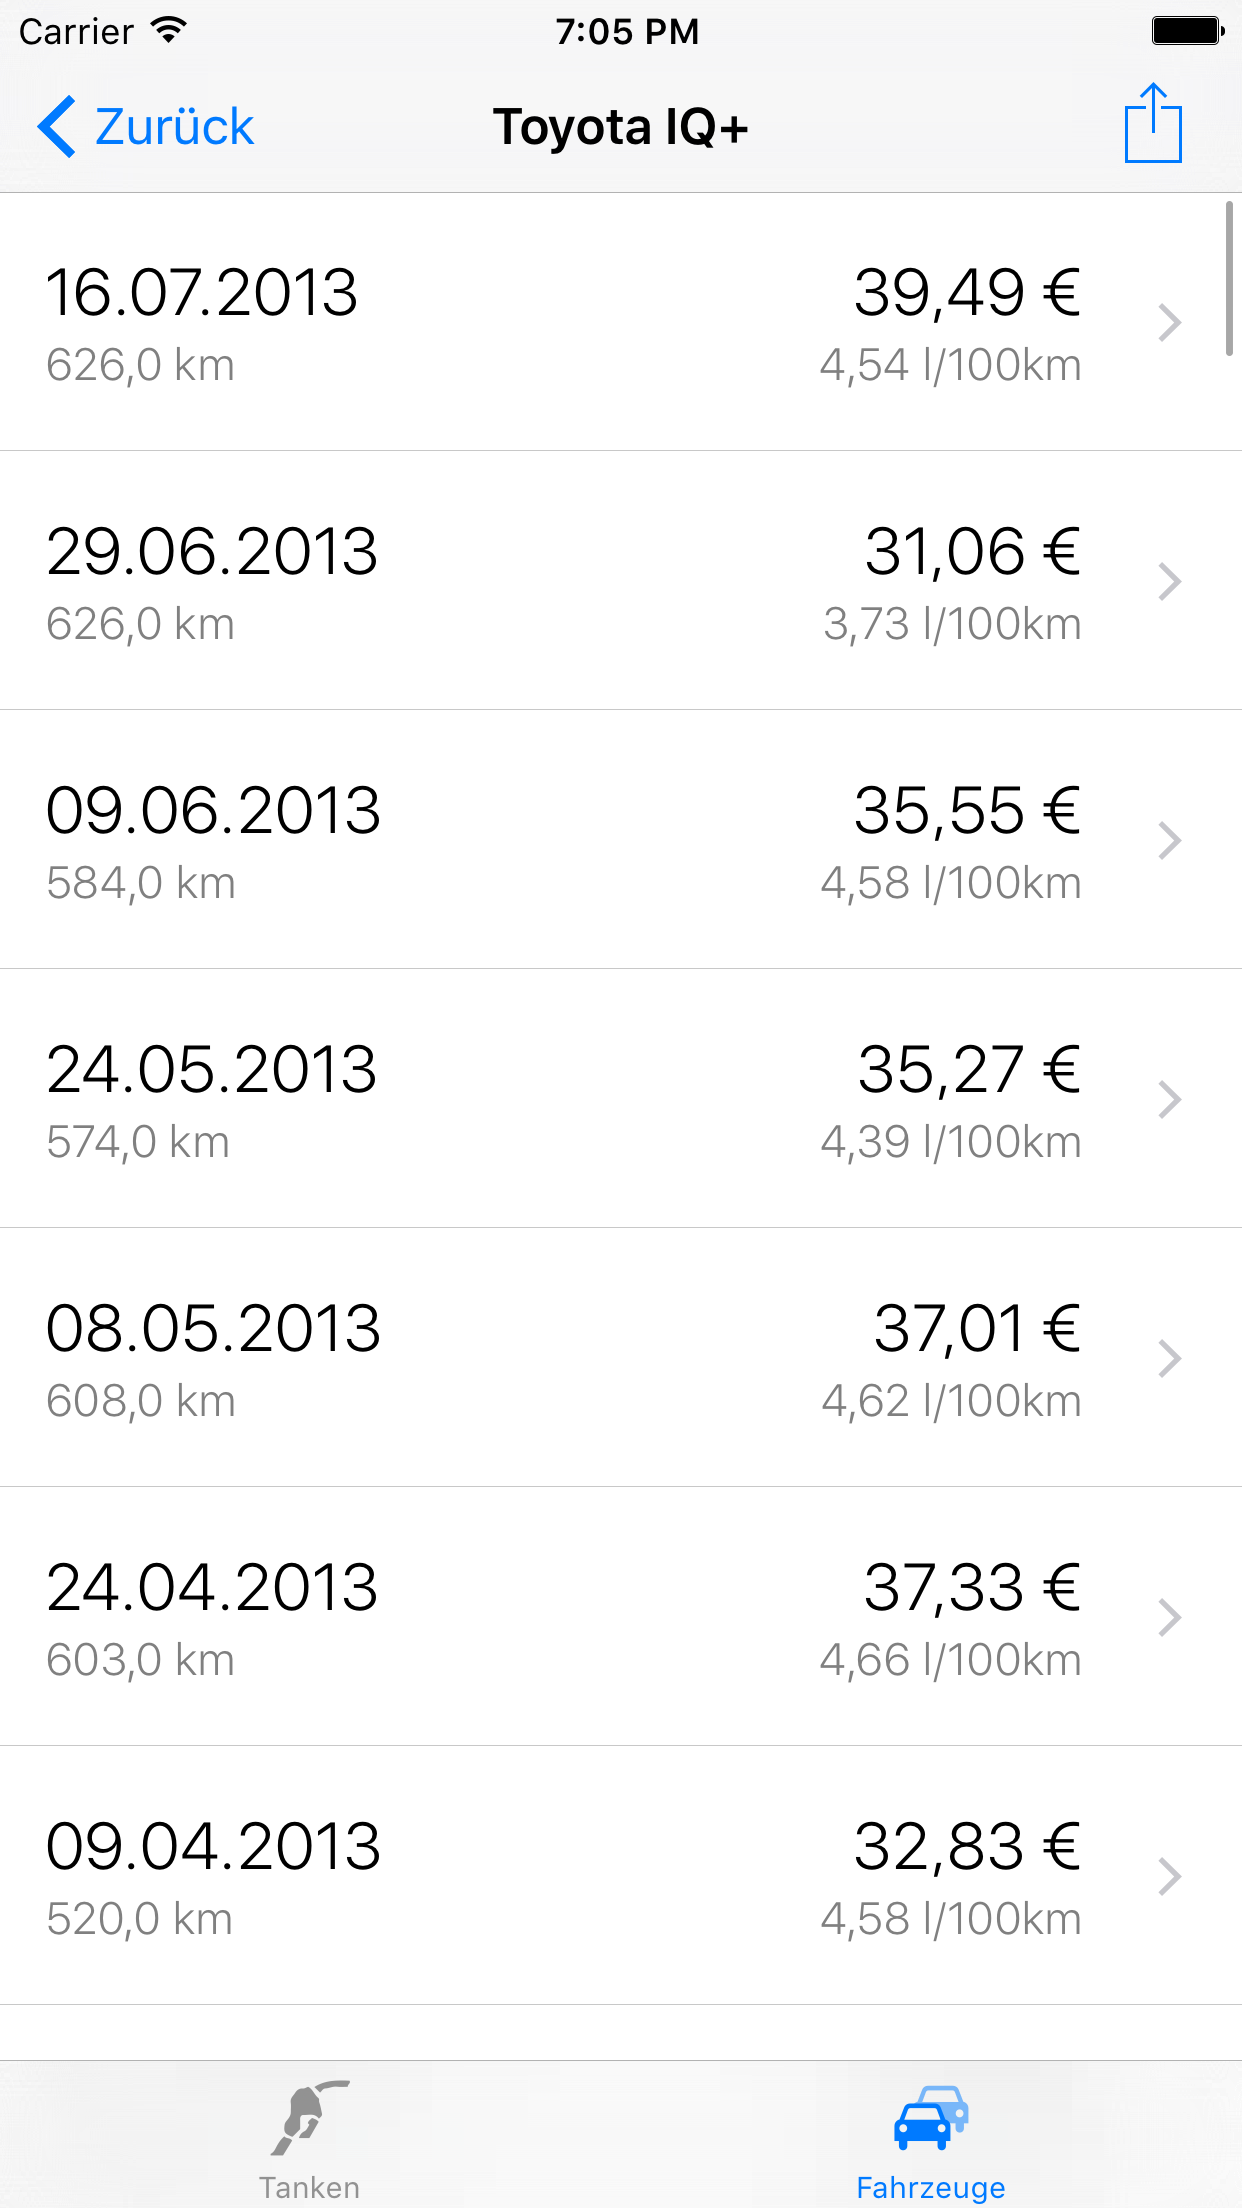 Carrier 7:05 PM
Zurück Toyota IQ+
16.07.2013 39,49 €
626,0 km 4,54 l/100km
29.06.2013 31,06 €
626,0 km 3,73 l/100km
09.06.2013 35,55 €
584,0 km 4,58 l/100km
24.05.2013 35,27 €
574,0 km 4,39 l/100km
08.05.2013 37,01 €
608,0 km 4,62 l/100km
24.04.2013 37,33 €
603,0 km 4,66 l/100km
09.04.2013 32,83 €
520,0 km 4,58 l/100km
Tanken Fahrzeuge